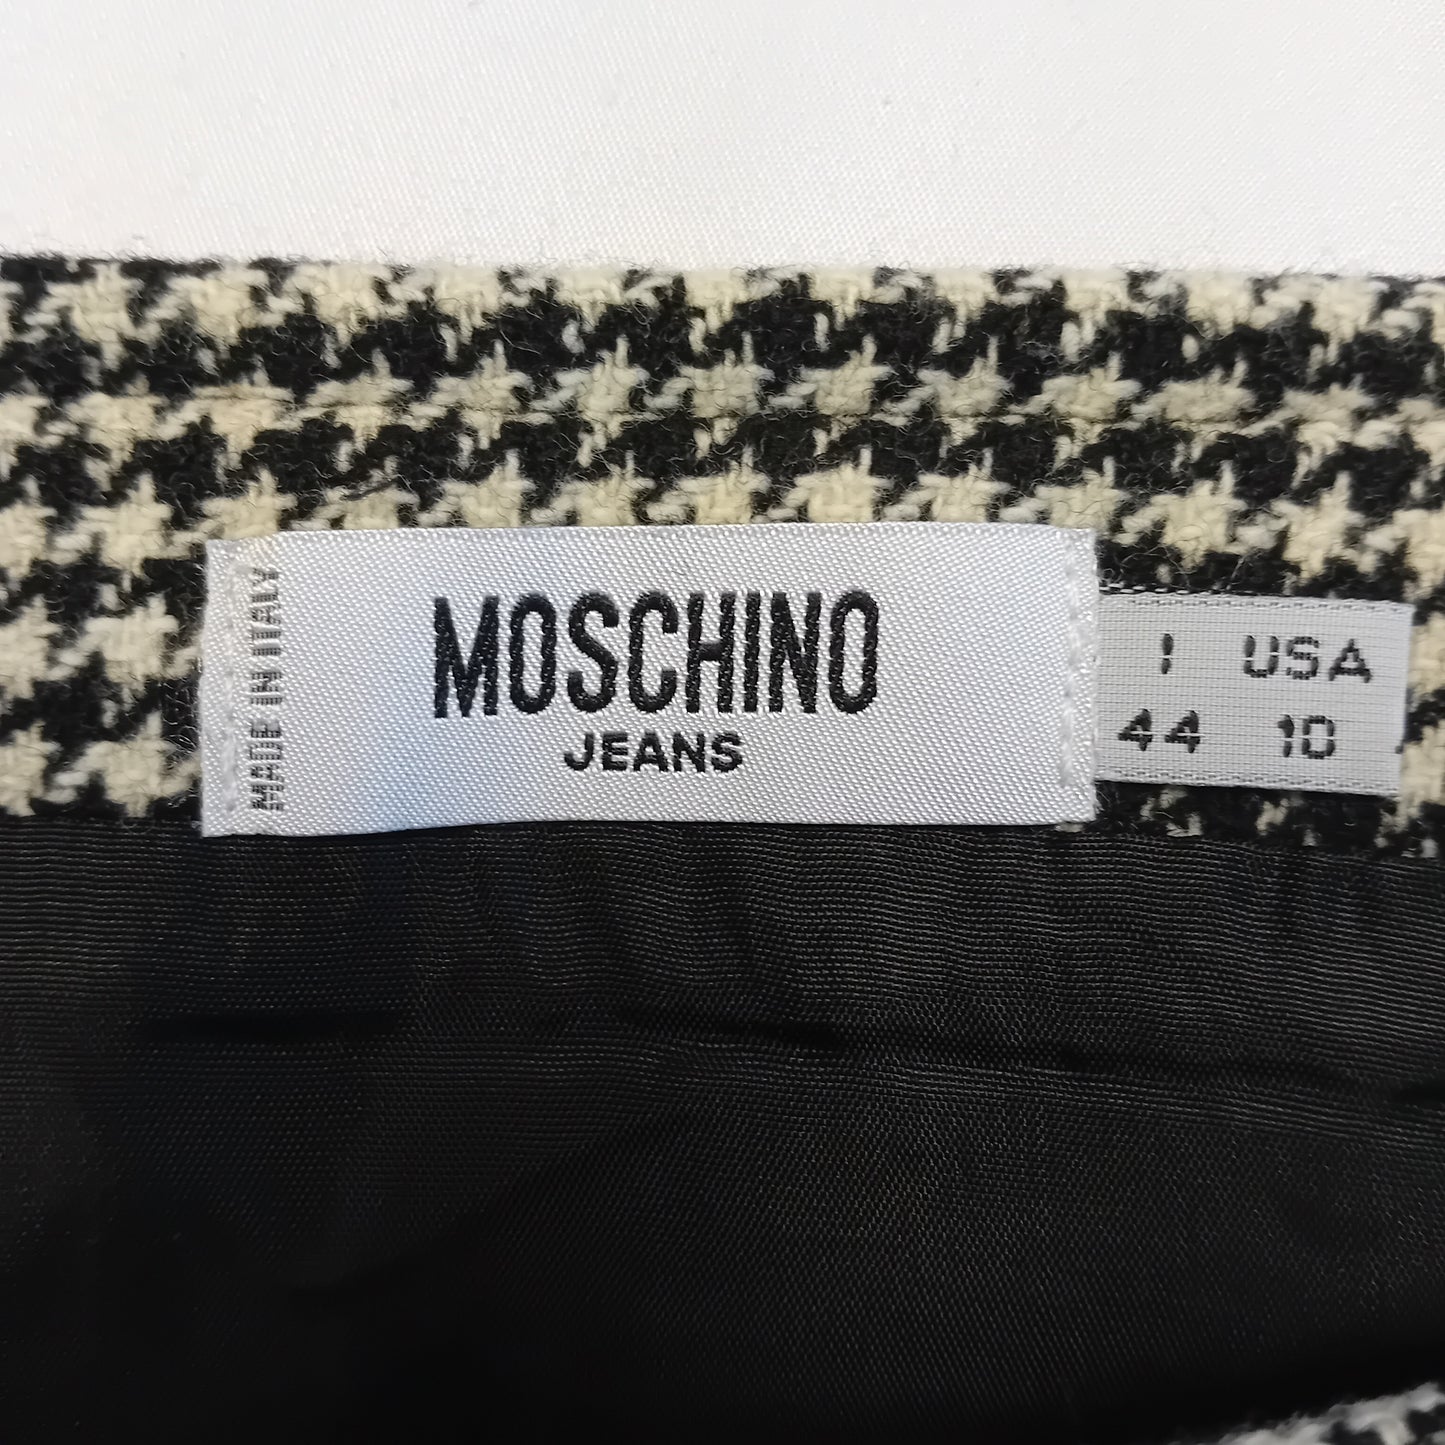 MADE IN ITALY
MOSCHINO
JEANS
I USA
44 10